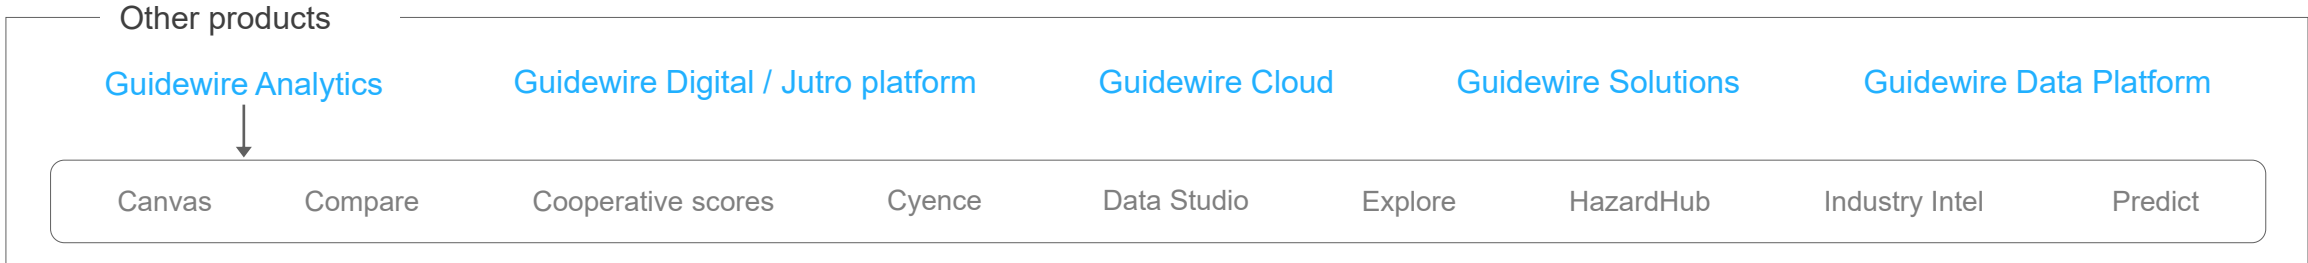 Other products
Guidewire Analytics Guidewire Digital / Jutro platform Guidewire Cloud Guidewire Solutions Guidewire Data Platform
Canvas Compare Cooperative scores Cyence Data Studio Explore HazardHub Industry Intel Predict